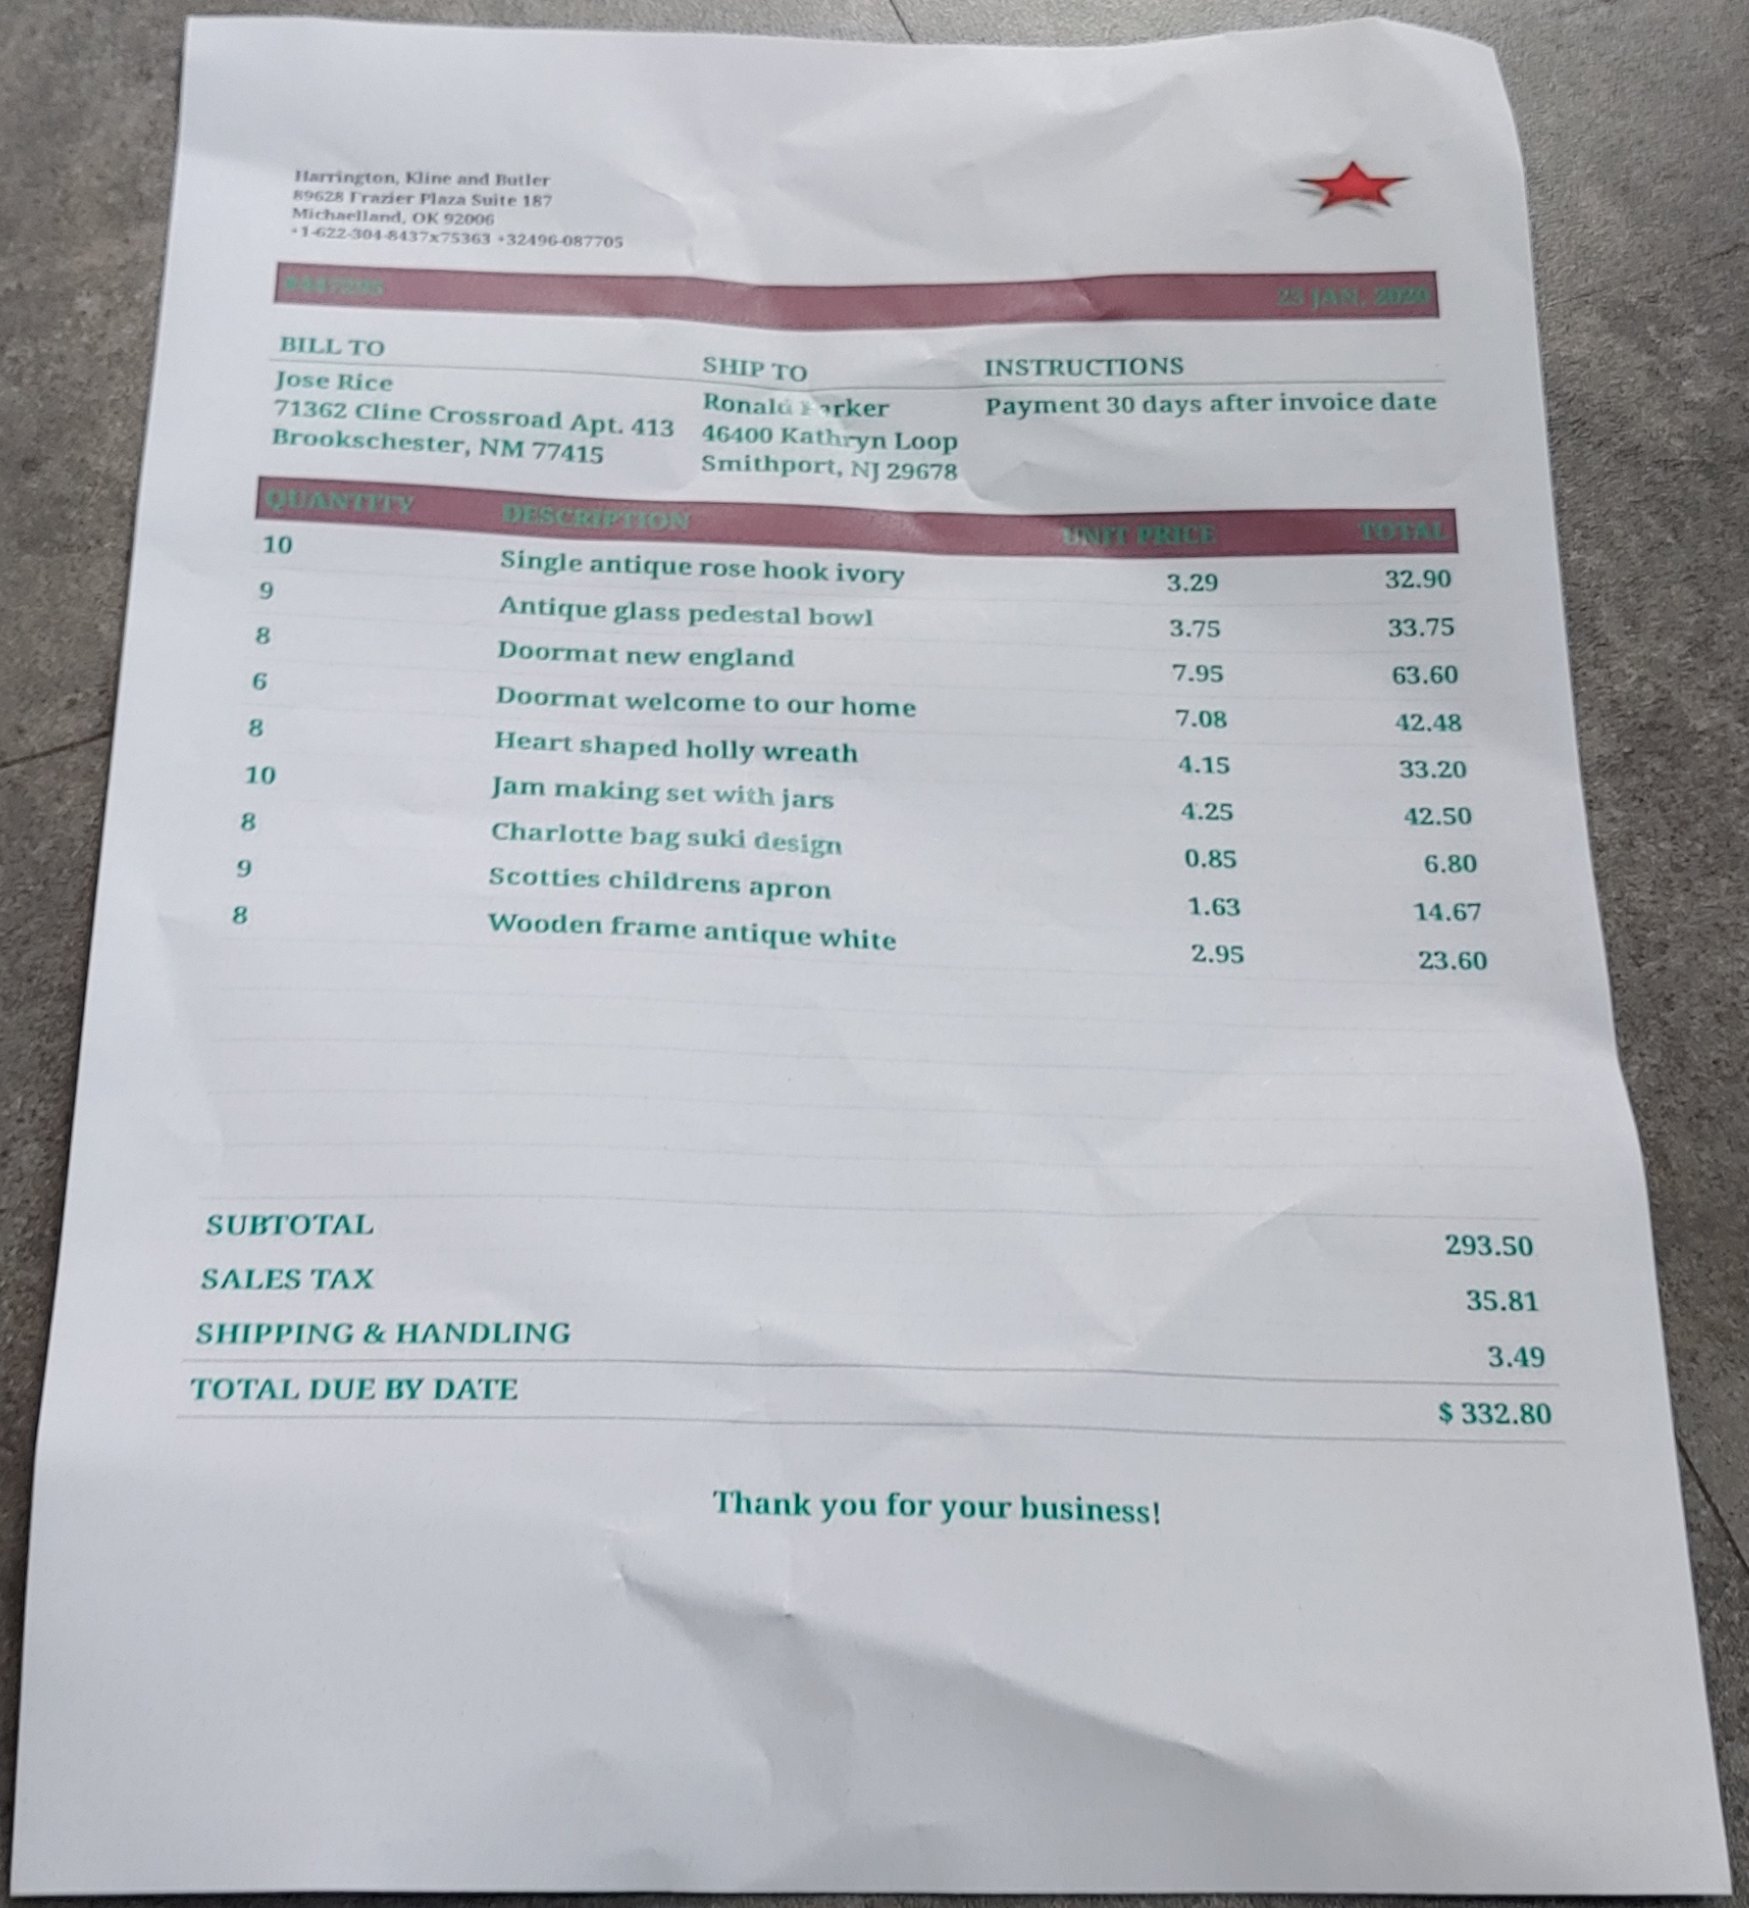 Harrington, Kline and Butler
89628 Frazier Plaza Suite 187
Michaelland, OK 92006
+1-622-304-8437x75363 +32496-087705
JAN. 2020
BILL TO
Jose Rice
71362 Cline Crossroad Apt. 413
Brookschester, NM 77415
SHIP TO
Ronald
46400 Kathryn Loop
Smithport, NJ 29678
INSTRUCTIONS
Payment 30 days after invoice date
QUANTITY DESCRIPTION UNIT PRICE TOTAL
10 Single antique rose hook ivory 3.29 32.90
9 Antique glass pedestal bowl 3.75 33.75
8 Doormat new england 7.95 63.60
6 Doormat welcome to our home 7.08 42.48
8 Heart shaped holly wreath 4.15 33.20
10 Jam making set with jars 4.25 42.50
8 Charlotte bag suki design 0.85 6.80
9 Scotties childrens apron 1.63 14.67
8 Wooden frame antique white 2.95 23.60
SUBTOTAL 293.50
SALES TAX 35.81
SHIPPING & HANDLING 3.49
TOTAL DUE BY DATE $ 332.80
Thank you for your business!